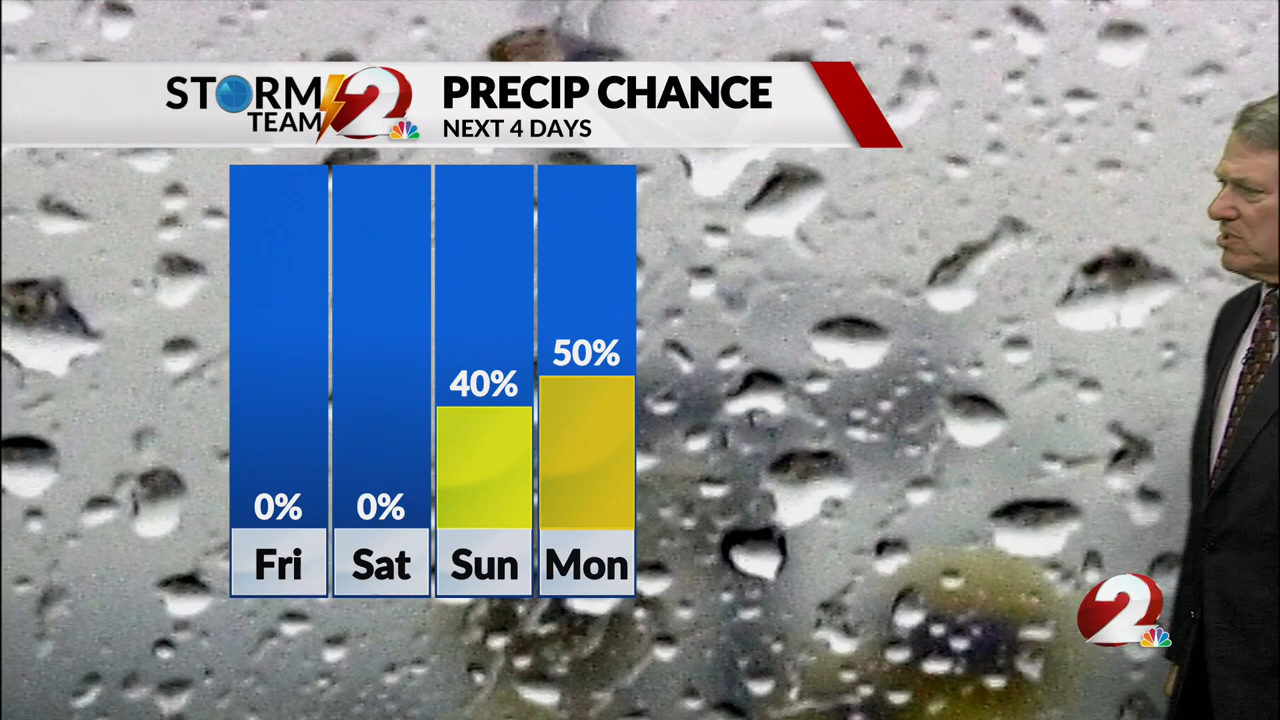 STORM
TEAM
2
PRECIP CHANCE
NEXT 4 DAYS
0%
0%
40%
50%
Fri
Sat
Sun
Mon
2